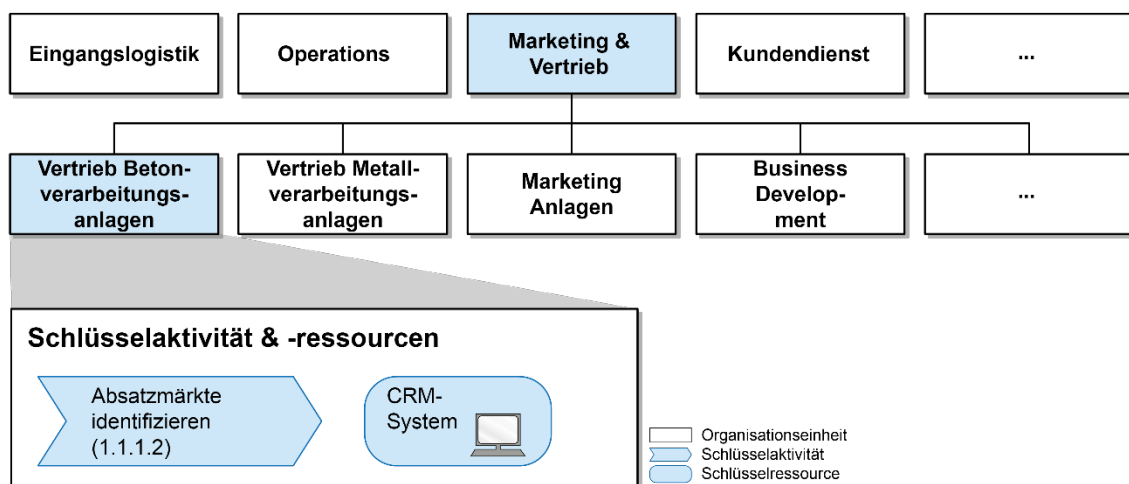 Eingangslogistik
Operations
Marketing &
Vertrieb
Kundendienst
...
Vertrieb Beton-
verarbeitungs-
anlagen
Vertrieb Metall-
verarbeitungs-
anlagen
Marketing
Anlagen
Business
Develop-
ment
...
Schlüsselaktivität & -ressourcen
Absatzmärkte
identifizieren
(1.1.1.2)
CRM-
System
Organisationseinheit
Schlüsselaktivität
Schlüsselressource